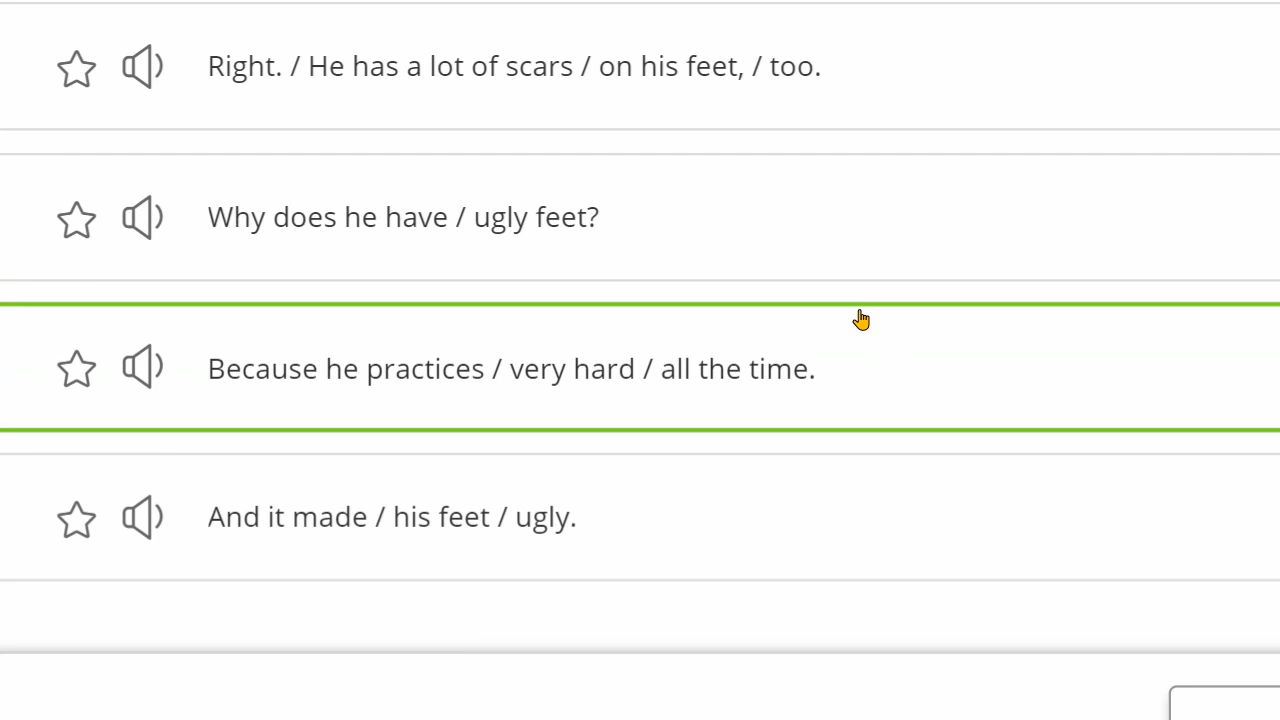 Right. / He has a lot of scars / on his feet, / too.
Why does he have / ugly feet?
Because he practices / very hard / all the time.
And it made / his feet / ugly.